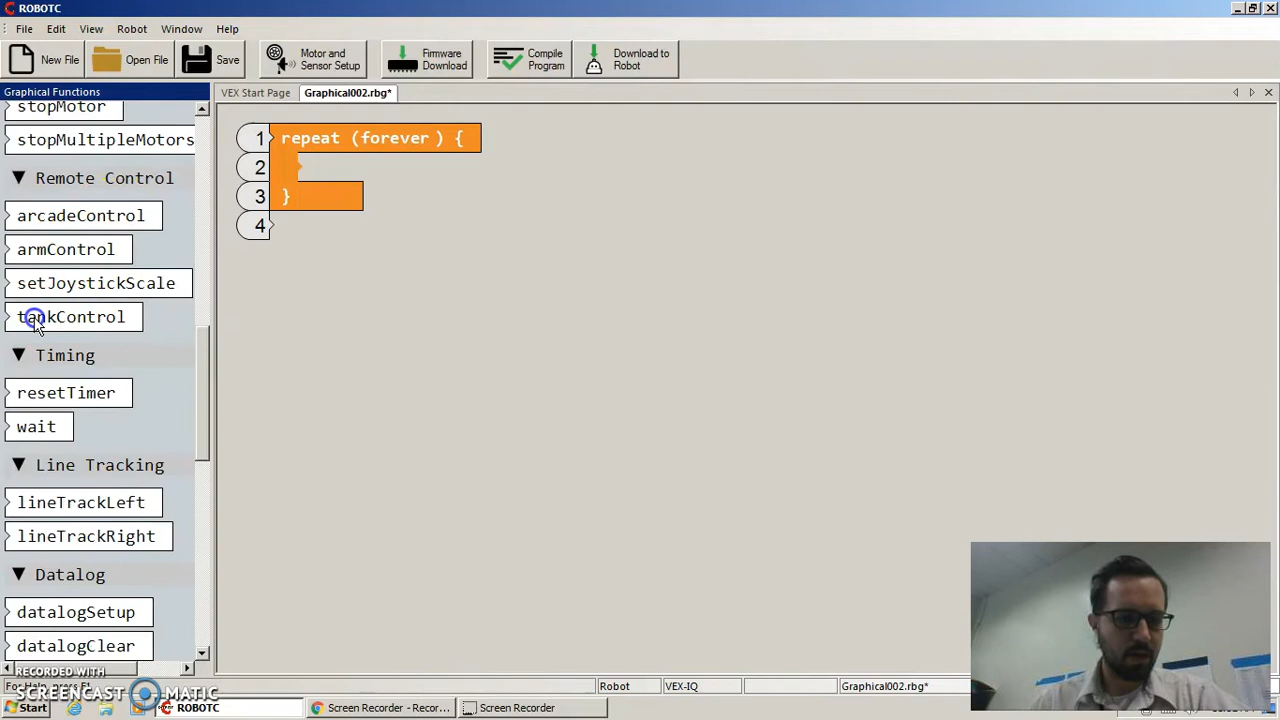 ROBOTC
File Edit View Robot Window Help
New File
Open File
Save
Motor and
Sensor Setup
Firmware
Download
Compile
Program
Download to
Robot
Graphical Functions
VEX Start Page
Graphical002.rbg*
stopMotor
stopMultipleMotors
Remote Control
arcadeControl
armControl
setJoystickScale
tankControl
Timing
resetTimer
wait
Line Tracking
lineTrackLeft
lineTrackRight
Datalog
datalogSetup
datalogClear
1 repeat (forever ) {
2
3 }
4
RECORDED WITH
SCREENCAST MATIC
Robot
VEX-IQ
Graphical002.rbg*
Start
ROBOTC
Screen Recorder - Recor...
Screen Recorder